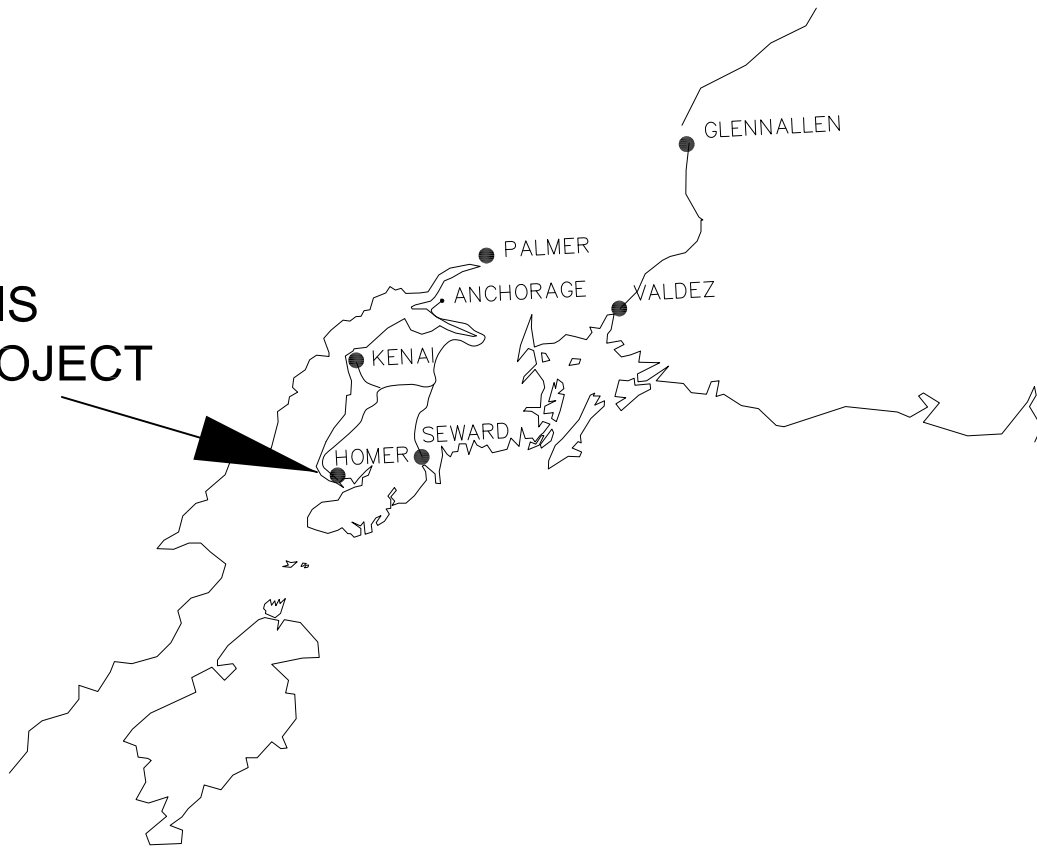 GLENNALLEN
PALMER
ANCHORAGE
VALDEZ
IS
OJECT
KENAI
SEWARD
HOMER